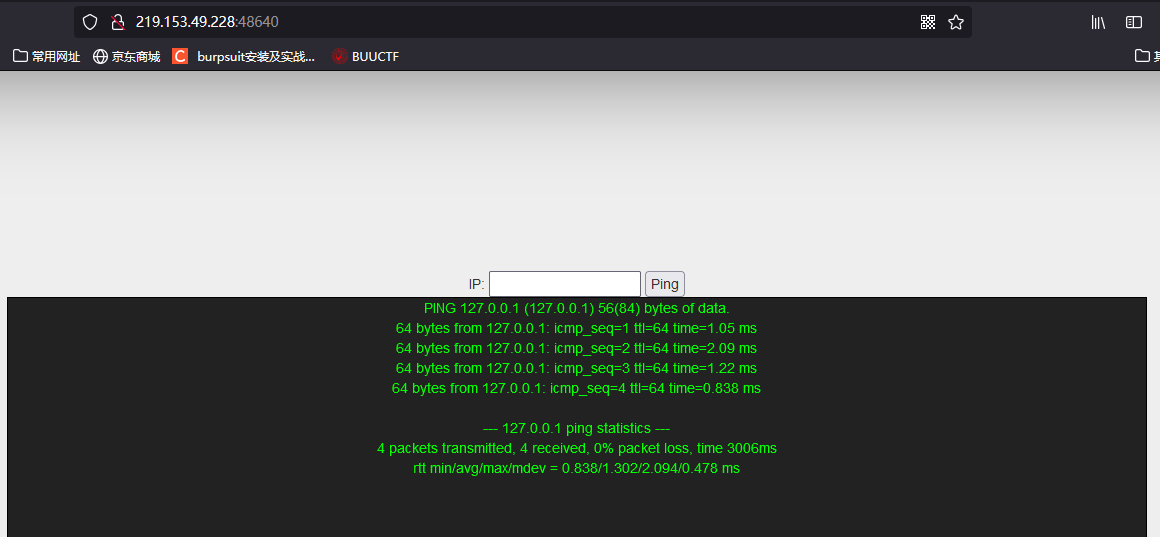 219.153.49.228:48640
常用网址 京东商城 burpsuit安装及实战... BUUCTF
IP: Ping
PING 127.0.0.1 (127.0.0.1) 56(84) bytes of data.
64 bytes from 127.0.0.1: icmp_seq=1 ttl=64 time=1.05 ms
64 bytes from 127.0.0.1: icmp_seq=2 ttl=64 time=2.09 ms
64 bytes from 127.0.0.1: icmp_seq=3 ttl=64 time=1.22 ms
64 bytes from 127.0.0.1: icmp_seq=4 ttl=64 time=0.838 ms
--- 127.0.0.1 ping statistics ---
4 packets transmitted, 4 received, 0% packet loss, time 3006ms
rtt min/avg/max/mdev = 0.838/1.302/2.094/0.478 ms